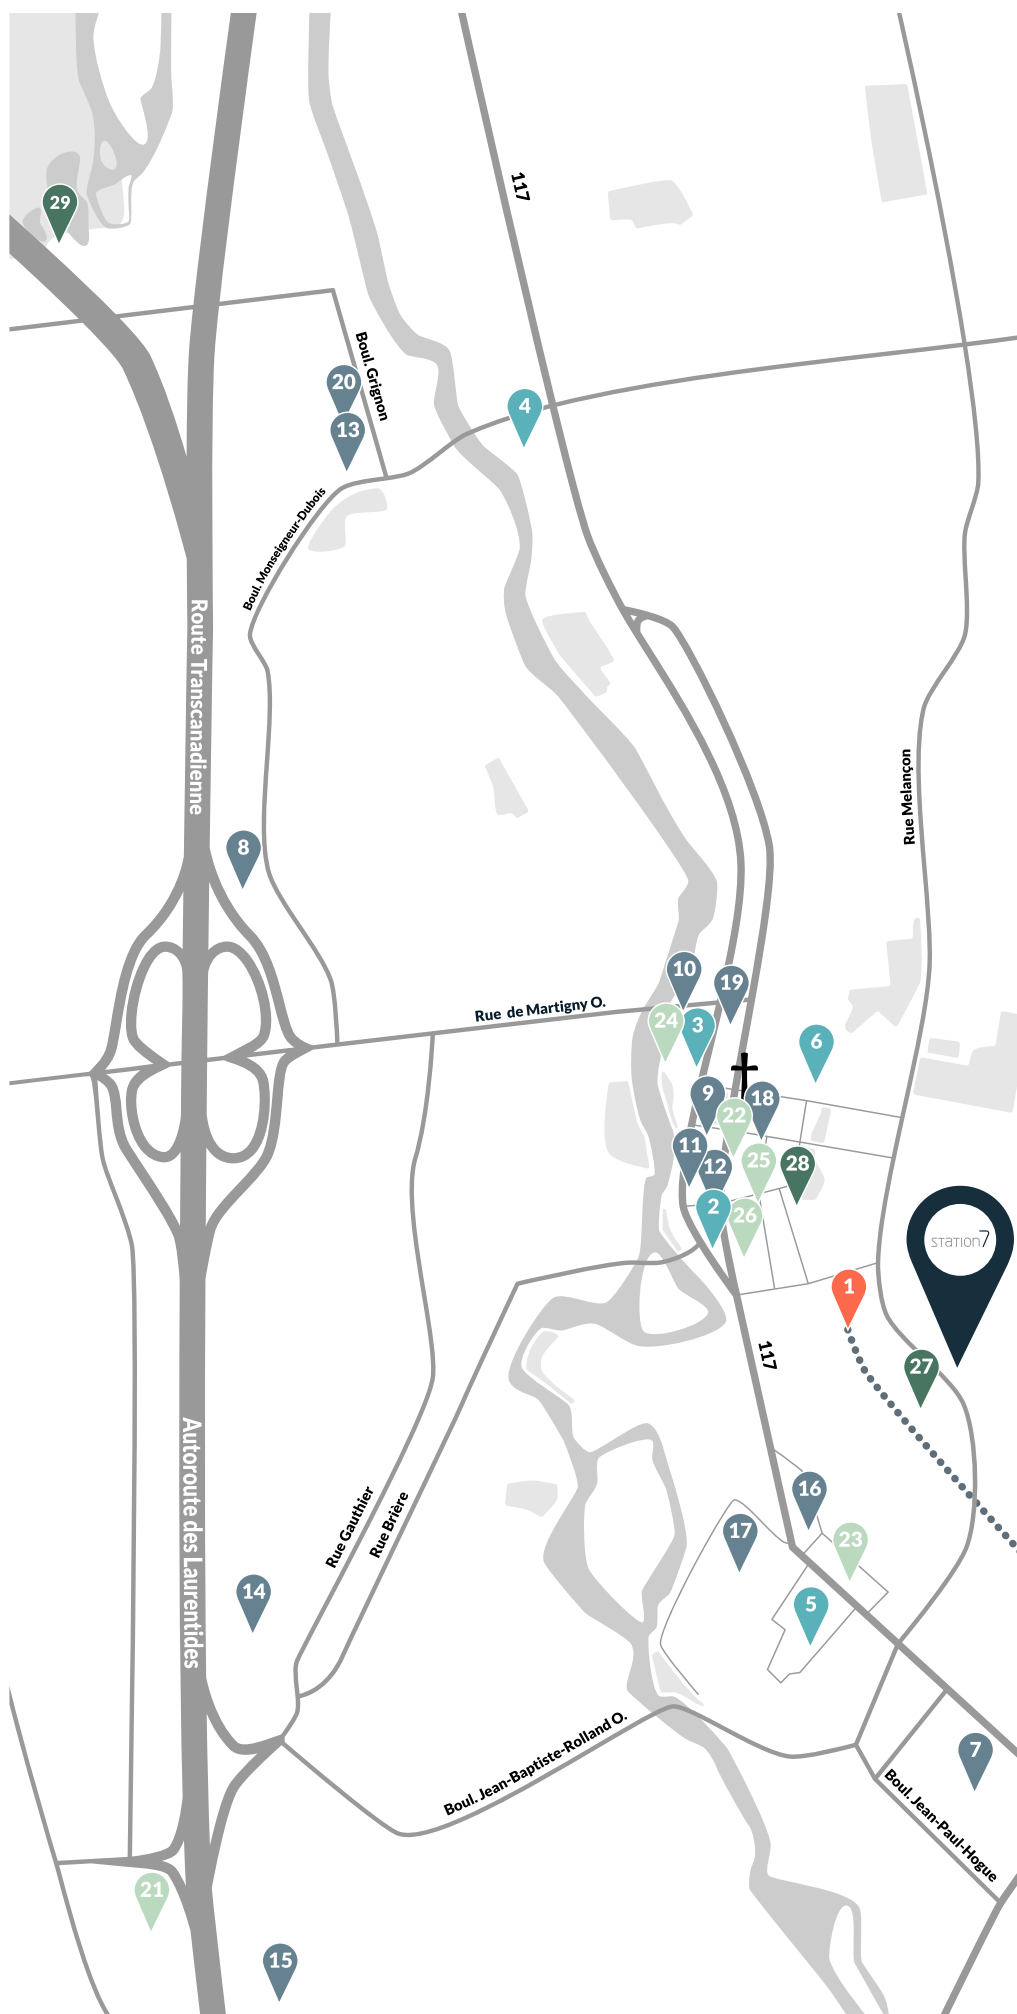 117
29
Boul. Grignon
20
4
13
Boul. Monseigneur-Dubois
Route Transcanadienne
Rue Melançon
8
10
19
Rue de Martigny O.
24
3
6
9
18
22
11
12
25
28
2
26
STATION7
1
117
27
Autoroute des Laurentides
Rue Gauthier
Rue Brière
16
17
23
14
5
Boul. Jean-Baptiste-Rolland O.
7
Boul. Jean-Paul-Hogue
21
15